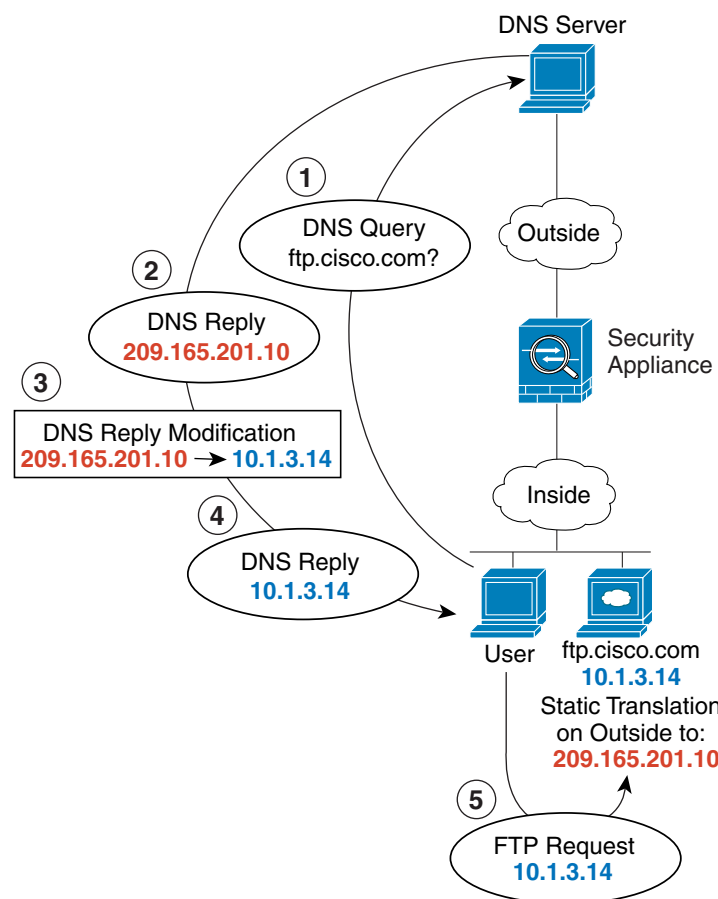 DNS Server
1
DNS Query
ftp.cisco.com?
Outside
2
DNS Reply
209.165.201.10
Security
Appliance
3
DNS Reply Modification
209.165.201.10 10.1.3.14
Inside
4
DNS Reply
10.1.3.14
User
ftp.cisco.com
10.1.3.14
Static Translation
on Outside to:
209.165.201.10
5
FTP Request
10.1.3.14